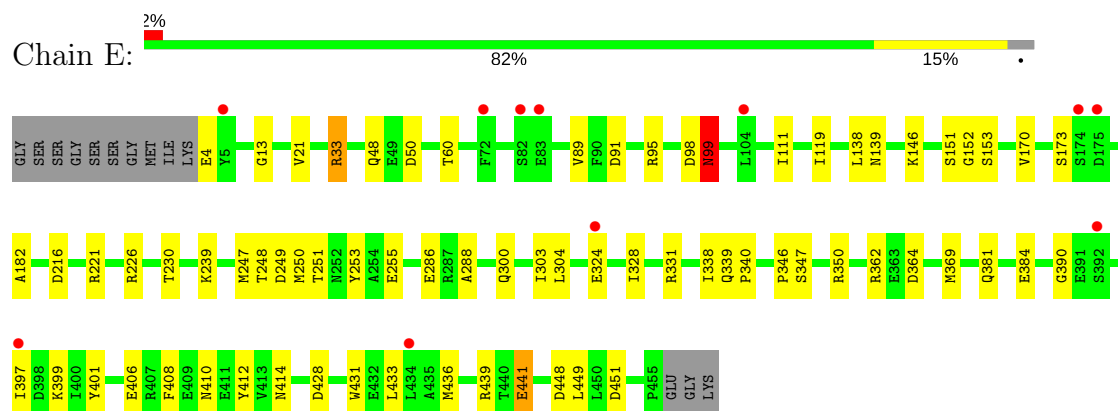 2%
Chain E:
82% 15% •
GLY SER SER GLY SER SER GLY MET ILE LYS E4 Y5 G13 V21 R33 Q48 E49 D50 T60 F72 S82 E83 V89 F90 D91 R95 D98 N99 L104 I111 I119 L138 N139 K146 S151 G152 S153 V170 S173 S174 D175
A182 D216 R221 R226 T230 K239 M247 T248 D249 M250 T251 N252 Y253 A254 E255 E286 R287 A288 Q300 I303 L304 E324 I328 R331 I338 Q339 P340 P346 S347 R350 R362 E363 D364 M369 Q381 E384 G390 E391 S392
I397 D398 K399 I400 Y401 E406 R407 F408 E409 N410 E411 Y412 V413 N414 D428 W431 E432 L433 L434 A435 M436 R439 T440 E441 D448 L449 L450 D451 P455 GLU GLY LYS